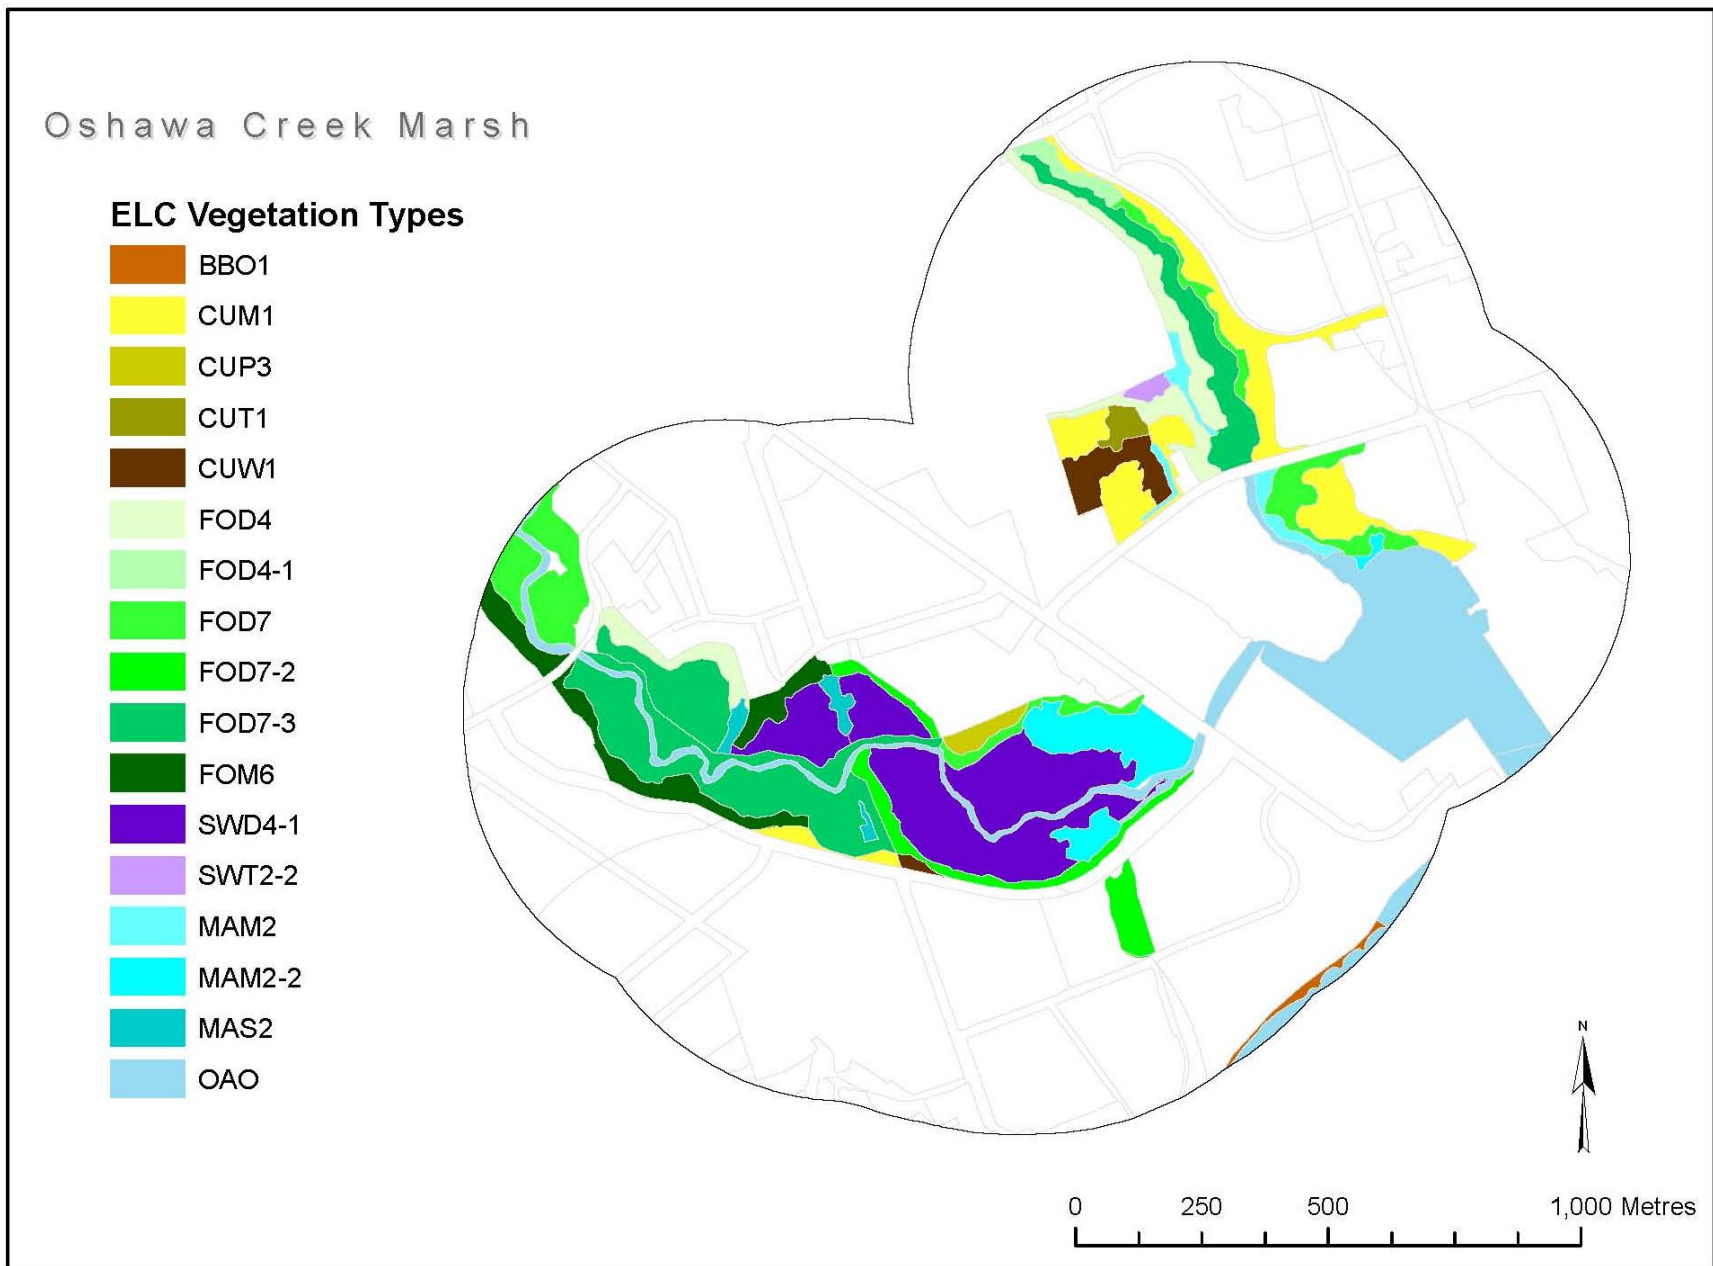 Oshawa Creek Marsh
ELC Vegetation Types
BBO1
CUM1
CUP3
CUT1
CUW1
FOD4
FOD4-1
FOD7
FOD7-2
FOD7-3
FOM6
SWD4-1
SWT2-2
MAM2
MAM2-2
MAS2
OAO
N
0 250 500 1,000 Metres